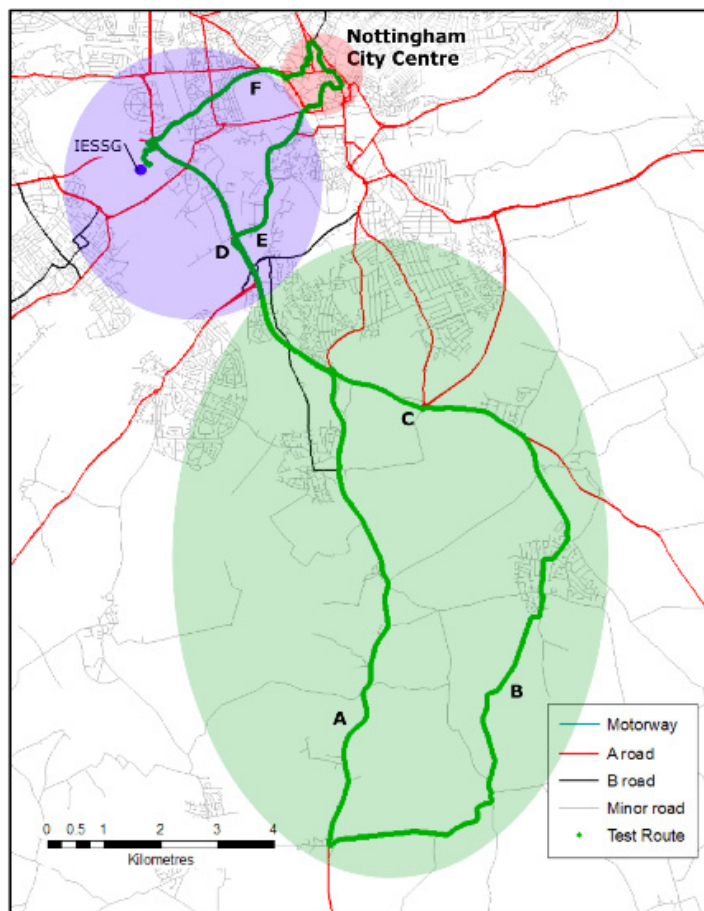 Nottingham
City Centre
F
IESSG
E
D
C
B
A
Motorway
A road
B road
Minor road
Test Route
0 0.5 1 2 3 4
Kilometres